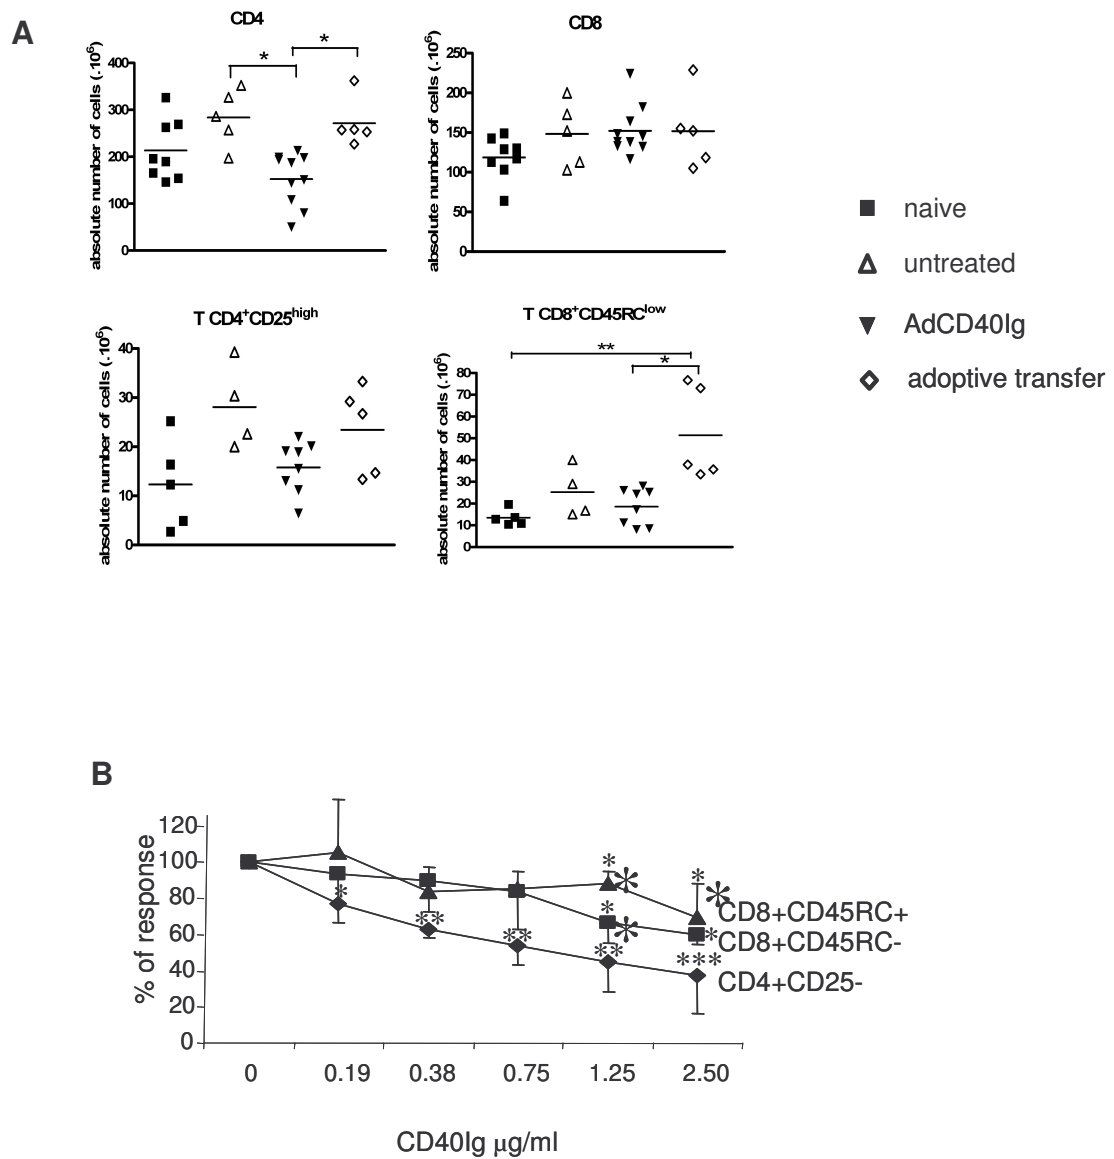 A
CD4
absolute number of cells (.10⁶)
400
300
200
100
0
*
*
CD8
absolute number of cells (.10⁶)
250
200
150
100
50
0
naive
untreated
AdCD40Ig
adoptive transfer
T CD4⁺CD25ʰⁱᵍʰ
absolute number of cells (.10⁶)
40
30
20
10
0
T CD8⁺CD45RCˡᵒʷ
absolute number of cells (.10⁶)
80
70
60
50
40
30
20
10
0
**
*
B
% of response
120
100
80
60
40
20
0
*
**
**
*
*
*
*
**
*
*
*
***
CD8+CD45RC+
CD8+CD45RC-
CD4+CD25-
0 0.19 0.38 0.75 1.25 2.50
CD40Ig µg/ml